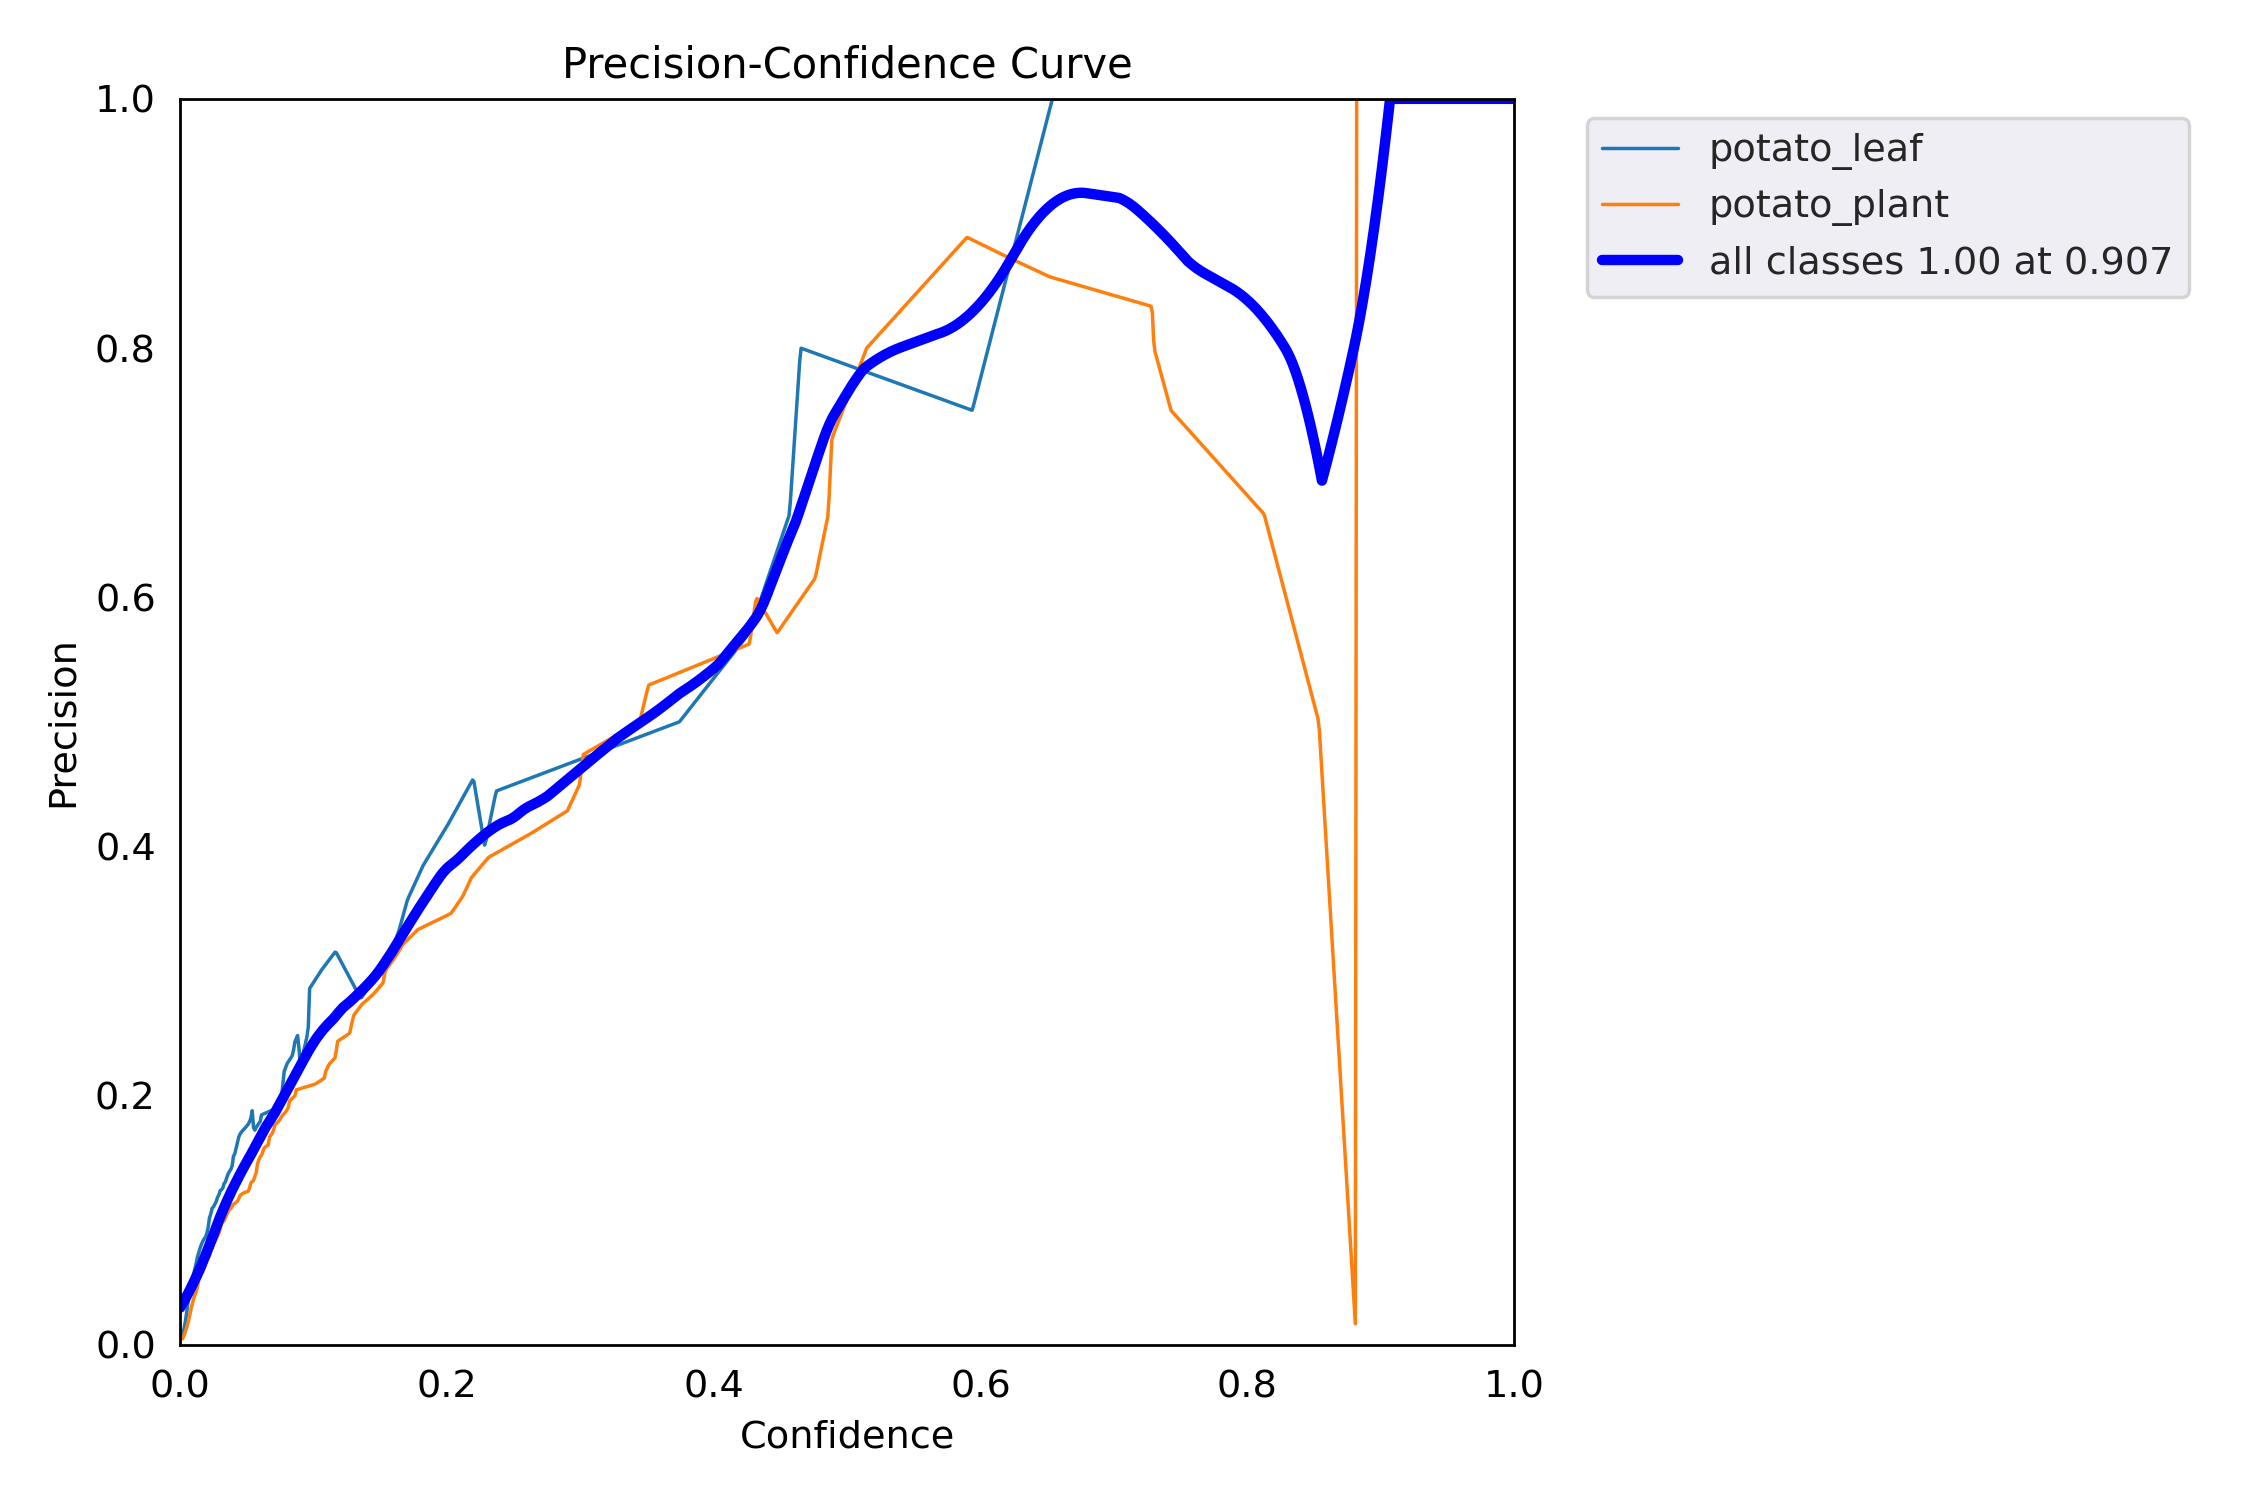 Precision-Confidence Curve
1.0
0.8
0.6
0.4
0.2
0.0
Precision
0.0 0.2 0.4 0.6 0.8 1.0
Confidence
potato_leaf
potato_plant
all classes 1.00 at 0.907